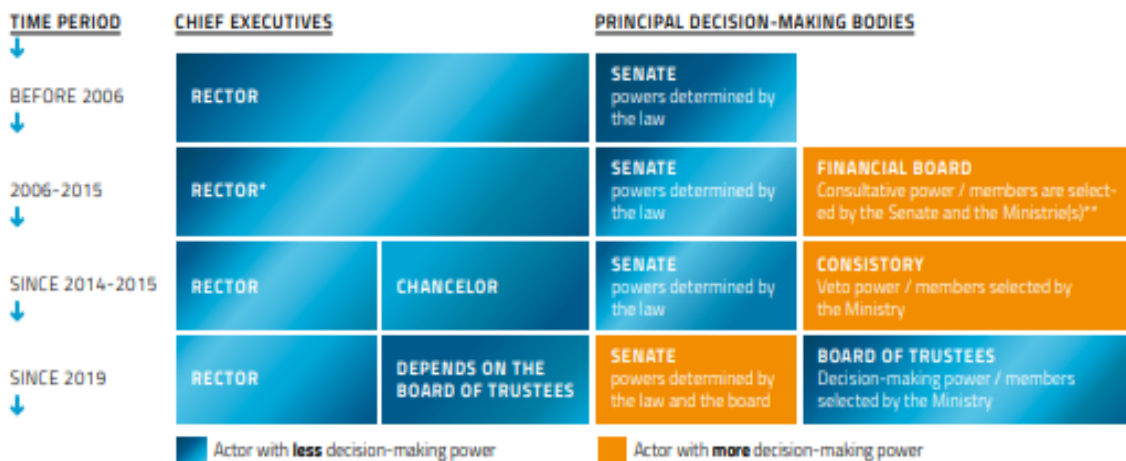 TIME PERIOD
CHIEF EXECUTIVES
PRINCIPAL DECISION-MAKING BODIES
BEFORE 2006
RECTOR
SENATE
powers determined by
the law
2006-2015
RECTOR*
SENATE
powers determined by
the law
FINANCIAL BOARD
Consultative power / members are select-
ed by the Senate and the Ministrie(s)**
SINCE 2014-2015
RECTOR
CHANCELOR
SENATE
powers determined by
the law
CONSISTORY
Veto power / members selected by
the Ministry
SINCE 2019
RECTOR
DEPENDS ON THE
BOARD OF TRUSTEES
SENATE
powers determined by
the law and the board
BOARD OF TRUSTEES
Decision-making power / members
selected by the Ministry
Actor with less decision-making power
Actor with more decision-making power